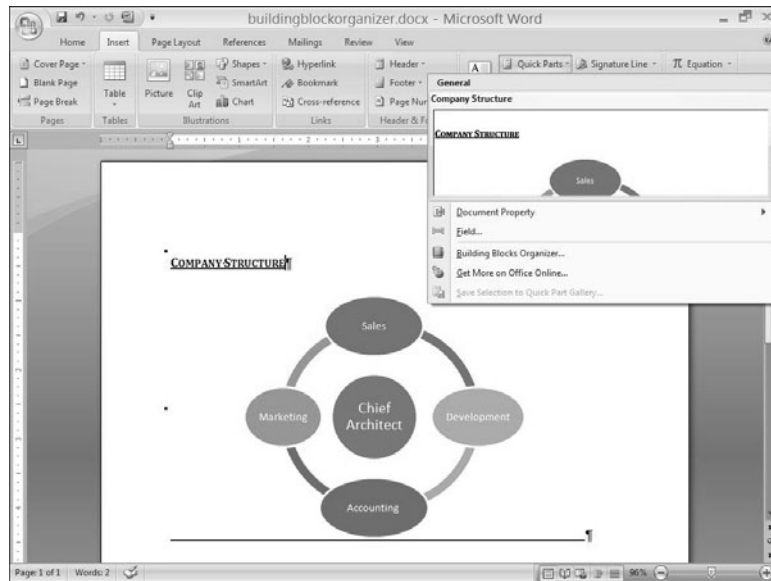 buildingblockorganizer.docx - Microsoft Word
Home Insert Page Layout References Mailings Review View
Cover Page Shapes Hyperlink Header Quick Parts Signature Line Equation
Blank Page SmartArt Bookmark Footer
Page Break Table Picture Clip Art Chart Cross-reference Page Nur
Pages Tables Illustrations Links Header & F
General
Company Structure
COMPANY STRUCTURE
Sales
Document Property
Field...
Building Blocks Organizer...
Get More on Office Online...
Save Selection to Quick Part Gallery...
COMPANY STRUCTURE¶
Sales
Marketing
Chief
Architect
Development
Accounting
¶
Page: 1 of 1 Words: 2 96%